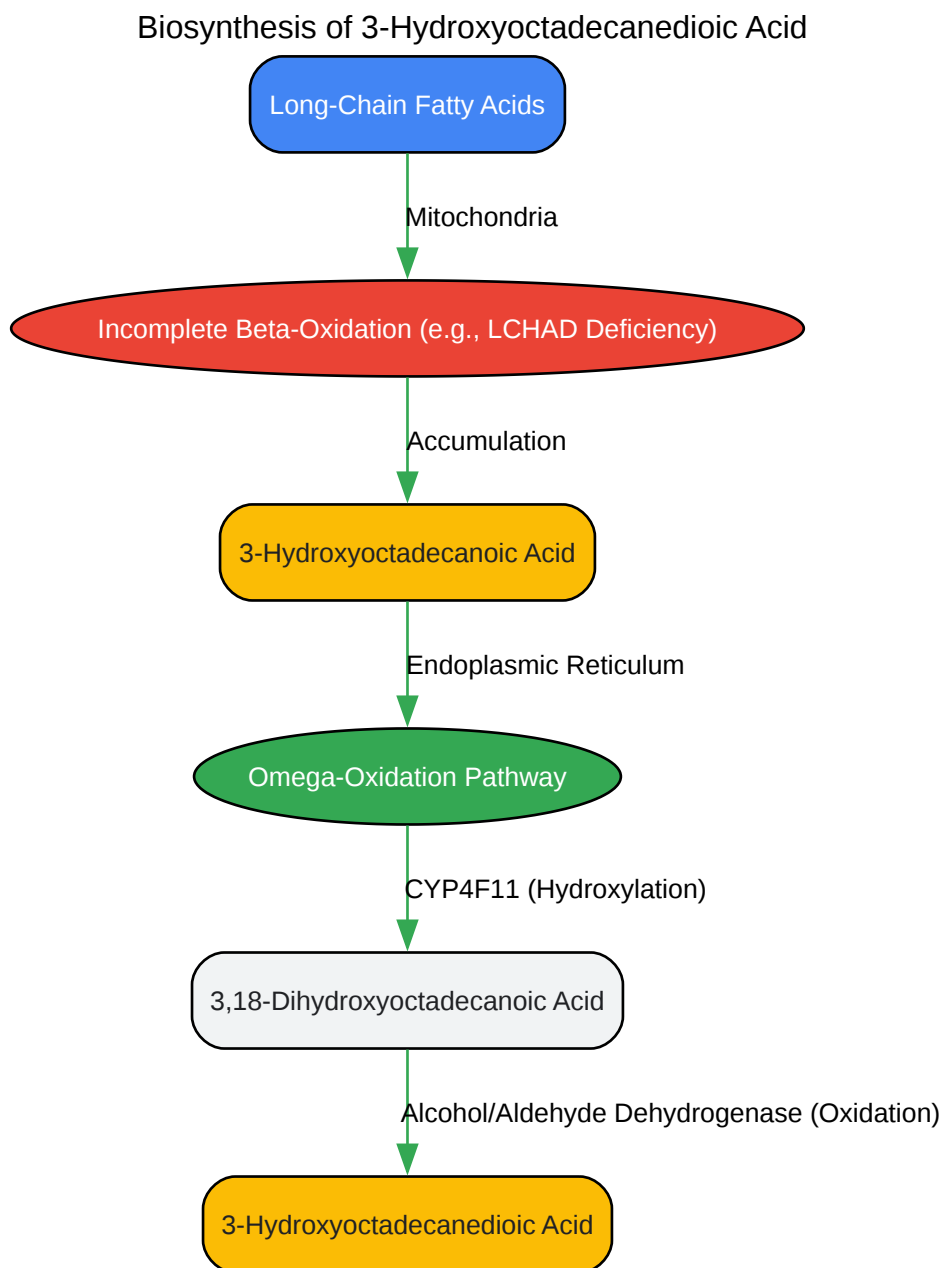 Biosynthesis of 3-Hydroxyoctadecanedioic Acid
Long-Chain Fatty Acids
Mitochondria
Incomplete Beta-Oxidation (e.g., LCHAD Deficiency)
Accumulation
3-Hydroxyoctadecanoic Acid
Endoplasmic Reticulum
Omega-Oxidation Pathway
CYP4F11 (Hydroxylation)
3,18-Dihydroxyoctadecanoic Acid
Alcohol/Aldehyde Dehydrogenase (Oxidation)
3-Hydroxyoctadecanedioic Acid